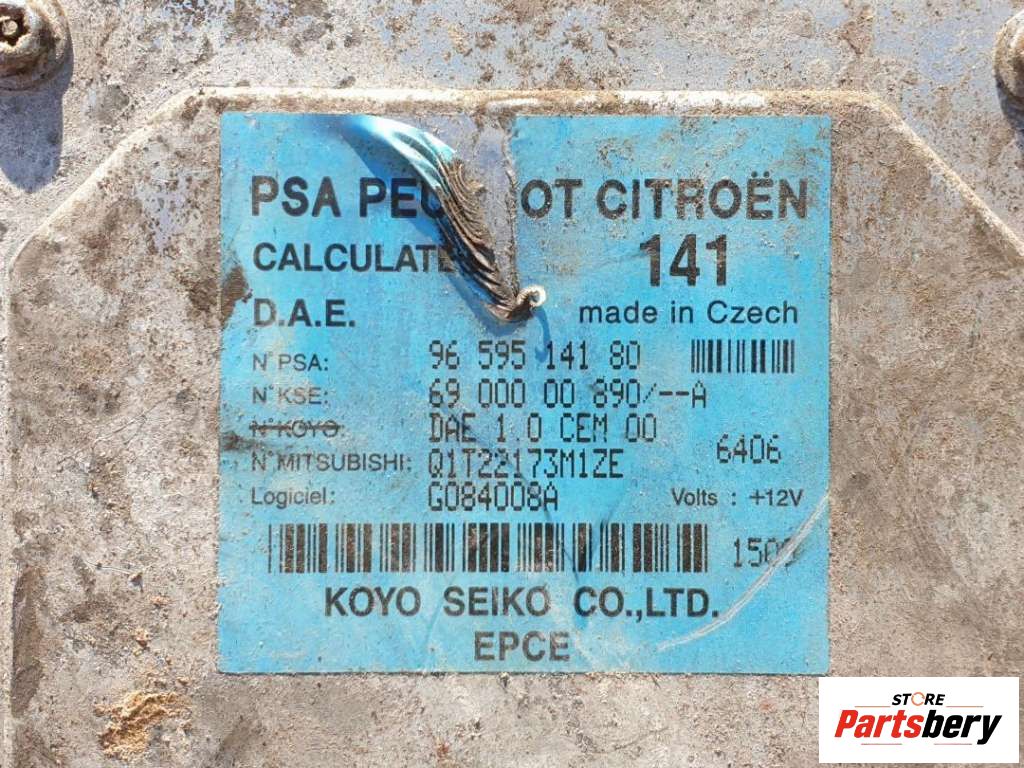 PSA PEU OT CITROËN
CALCULATE 141
D.A.E. made in Czech
N° PSA: 96 595 141 80
N° KSE: 69 000 00 890/--A
N° KOYO: DAE 1.0 CEM 00
N° MITSUBISHI: Q1T22173M1ZE 6406
Logiciel: G084008A Volts : +12V
KOYO SEIKO CO.,LTD.
EPCE
STORE
Partsbery